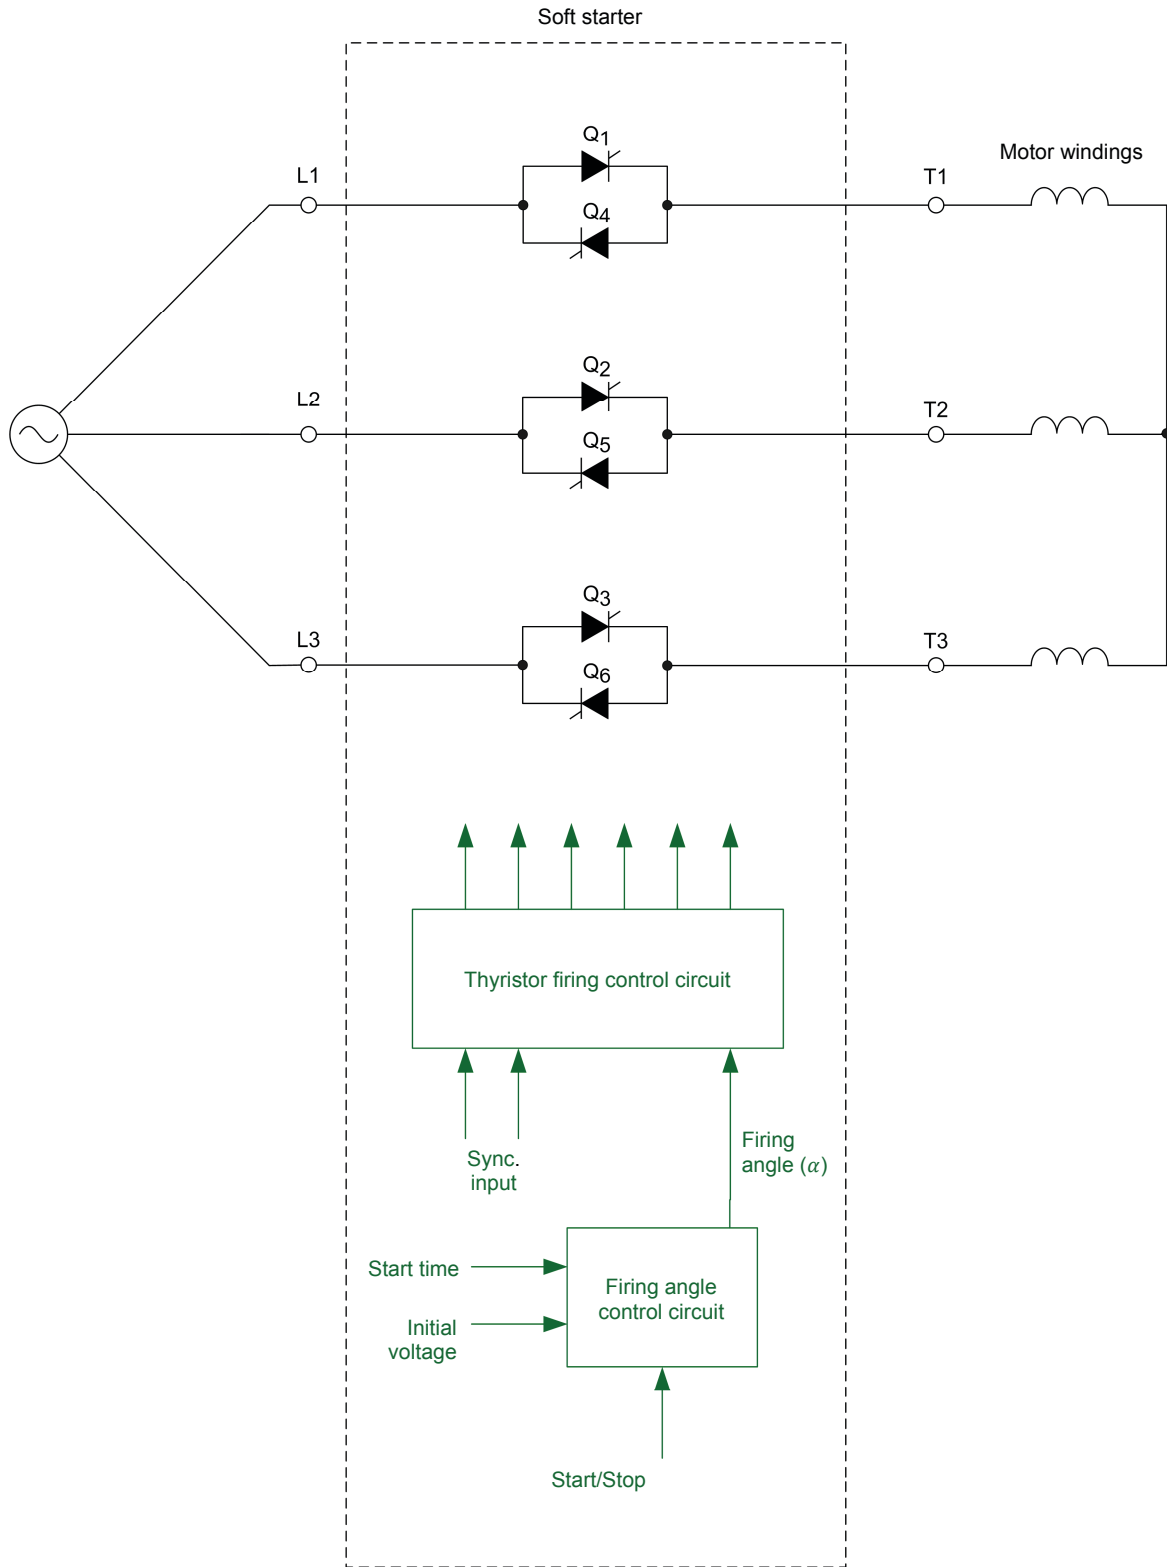 Soft starter
Q1
Motor windings
L1
T1
Q4
Q2
L2
T2
Q5
Q3
L3
T3
Q6
Thyristor firing control circuit
Sync.
input
Firing
angle (α)
Start time
Firing angle
control circuit
Initial
voltage
Start/Stop